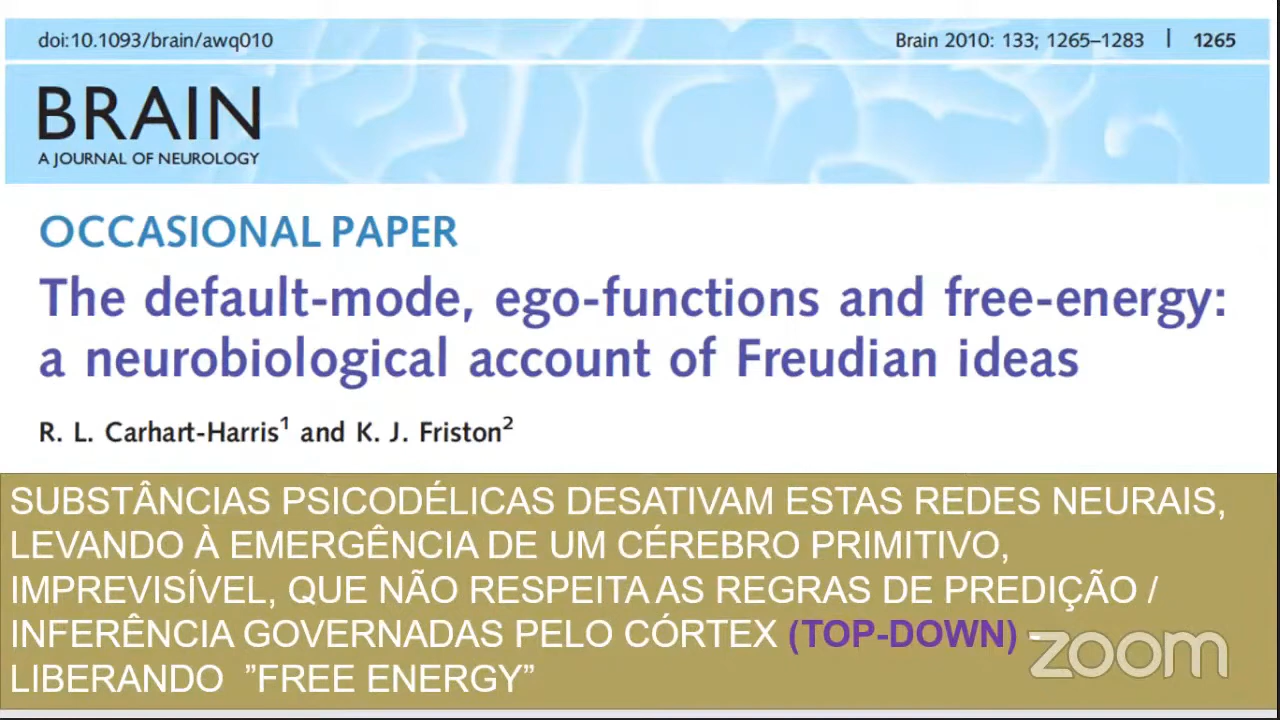 doi:10.1093/brain/awq010
Brain 2010: 133; 1265–1283 | 1265
BRAIN
A JOURNAL OF NEUROLOGY
OCCASIONAL PAPER
The default-mode, ego-functions and free-energy:
a neurobiological account of Freudian ideas
R. L. Carhart-Harris1 and K. J. Friston2
SUBSTÂNCIAS PSICODÉLICAS DESATIVAM ESTAS REDES NEURAIS,
LEVANDO À EMERGÊNCIA DE UM CÉREBRO PRIMITIVO,
IMPREVISÍVEL, QUE NÃO RESPEITA AS REGRAS DE PREDIÇÃO /
INFERÊNCIA GOVERNADAS PELO CÓRTEX (TOP-DOWN) -
LIBERANDO ”FREE ENERGY”
zoom